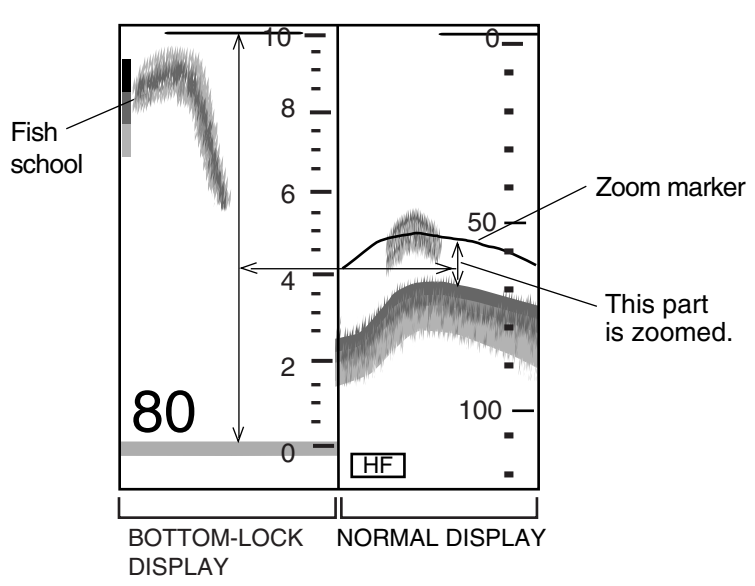 10
8
6
4
2
0
80
0
50
100
HF
Fish
school
Zoom marker
This part
is zoomed.
BOTTOM-LOCK
DISPLAY
NORMAL DISPLAY